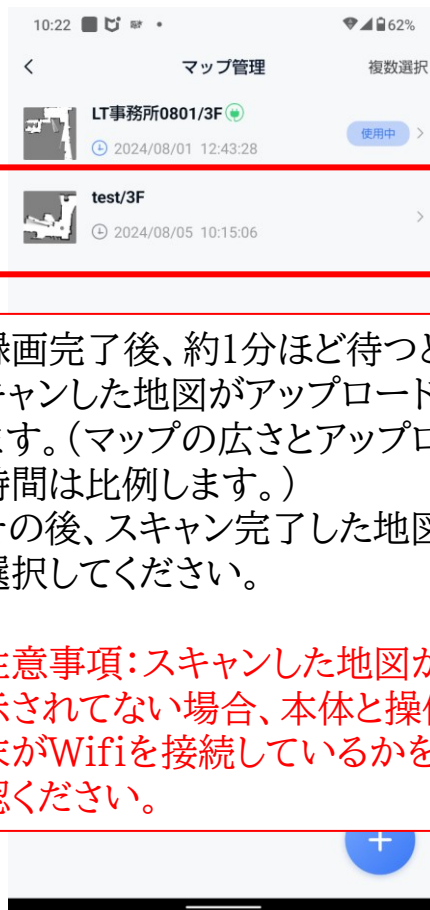 10:22 62%
マップ管理 複数選択
LT事務所0801/3F
2024/08/01 12:43:28 使用中
test/3F
2024/08/05 10:15:06
録画完了後、約1分ほど待つと
キャンした地図がアップロード
ます。(マップの広さとアップロ
時間は比例します。)
その後、スキャン完了した地図
選択してください。
注意事項:スキャンした地図が
示されてない場合、本体と操作
末がWifiを接続しているかを
認ください。